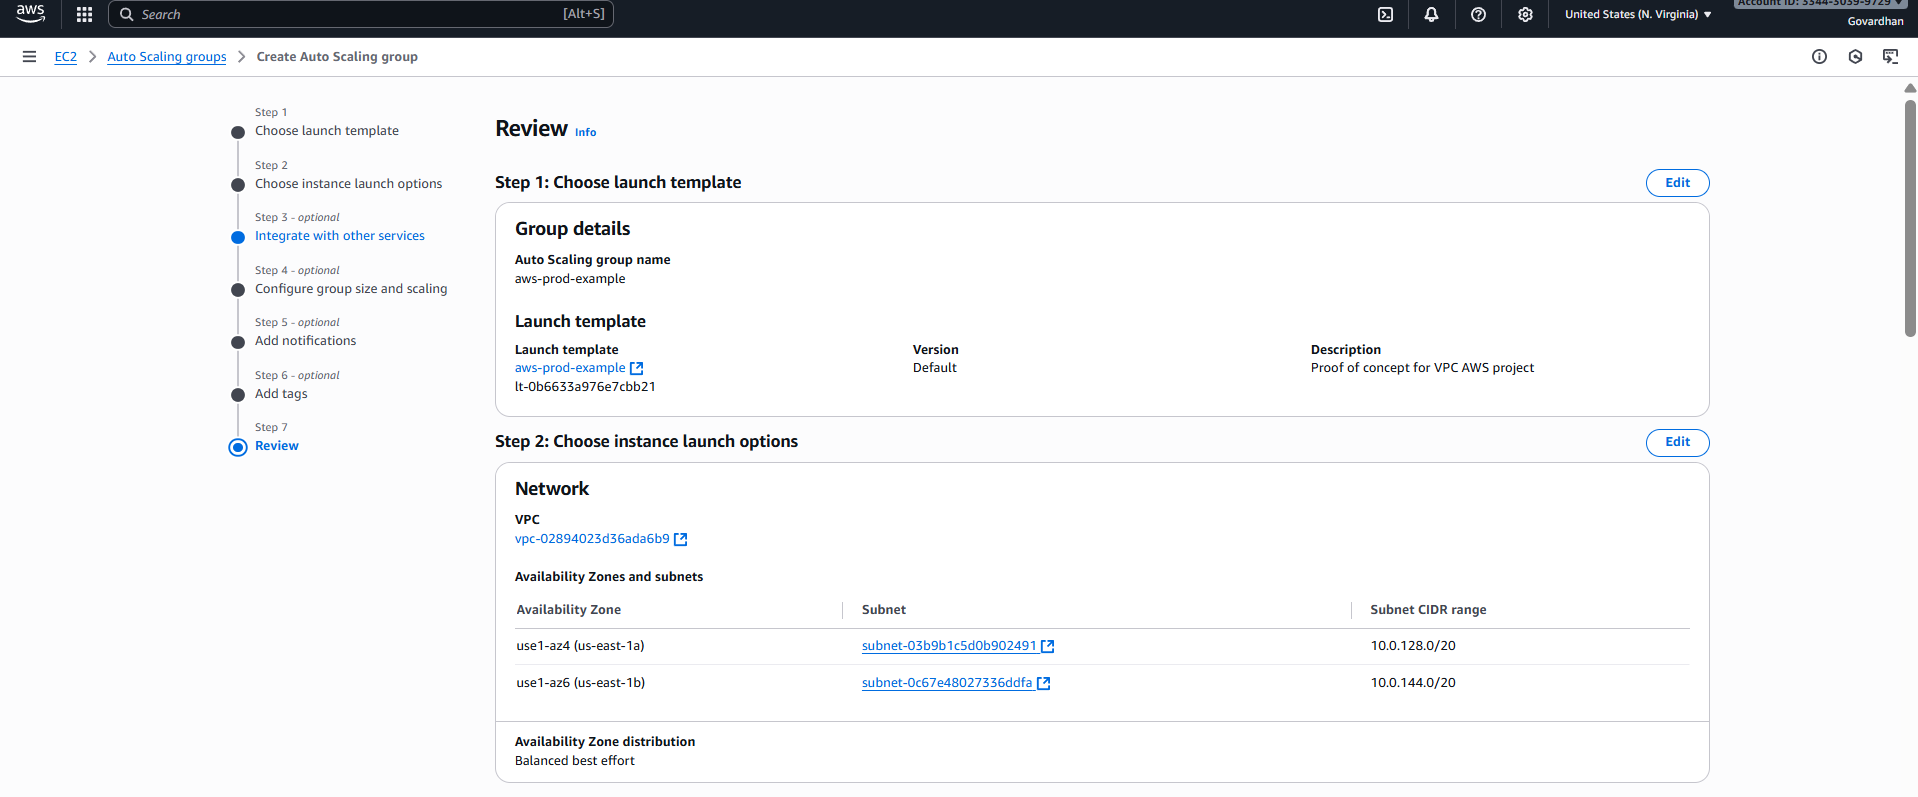 aws
Search
[Alt+S]
United States (N. Virginia)
Account ID: 3344-3039-9729
Govardhan
EC2
Auto Scaling groups
Create Auto Scaling group
Step 1
Choose launch template
Step 2
Choose instance launch options
Step 3 - optional
Integrate with other services
Step 4 - optional
Configure group size and scaling
Step 5 - optional
Add notifications
Step 6 - optional
Add tags
Step 7
Review
Review Info
Step 1: Choose launch template
Edit
Group details
Auto Scaling group name
aws-prod-example
Launch template
Launch template
aws-prod-example
lt-0b6633a976e7cbb21
Version
Default
Description
Proof of concept for VPC AWS project
Step 2: Choose instance launch options
Edit
Network
VPC
vpc-02894023d36ada6b9
Availability Zones and subnets
Availability Zone Subnet Subnet CIDR range
use1-az4 (us-east-1a) subnet-03b9b1c5d0b902491 10.0.128.0/20
use1-az6 (us-east-1b) subnet-0c67e48027336ddfa 10.0.144.0/20
Availability Zone distribution
Balanced best effort